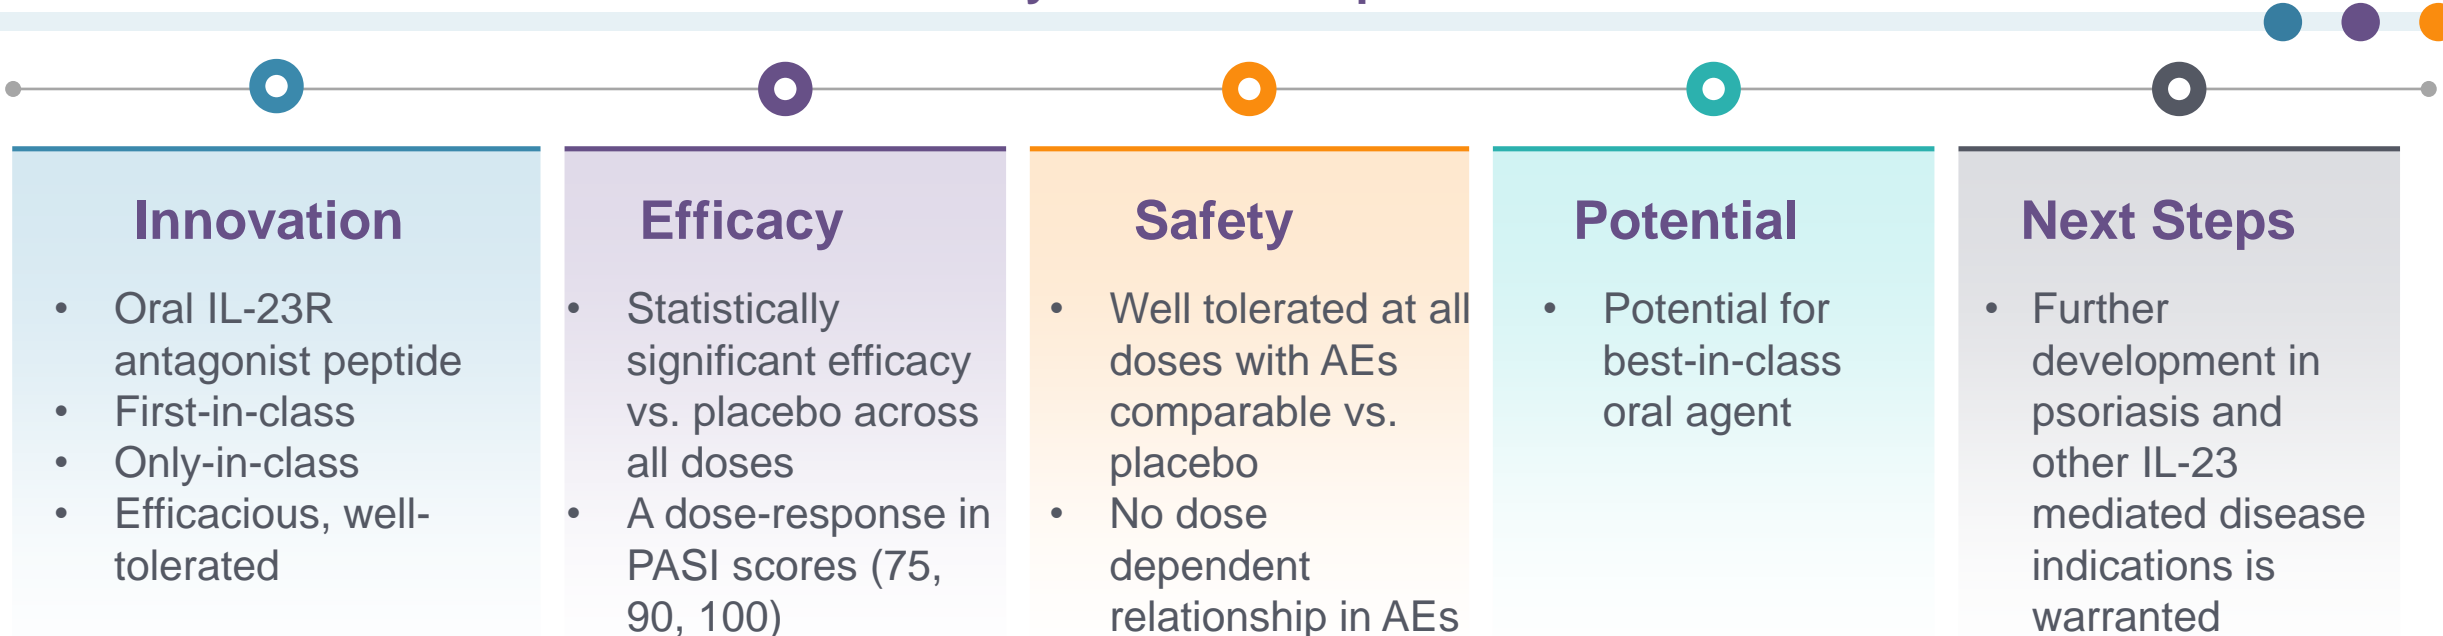 Innovation
• Oral IL-23R
antagonist peptide
• First-in-class
• Only-in-class
• Efficacious, well-
tolerated
Efficacy
• Statistically
significant efficacy
vs. placebo across
all doses
• A dose-response in
PASI scores (75,
90, 100)
Safety
• Well tolerated at all
doses with AEs
comparable vs.
placebo
• No dose
dependent
relationship in AEs
Potential
• Potential for
best-in-class
oral agent
Next Steps
• Further
development in
psoriasis and
other IL-23
mediated disease
indications is
warranted